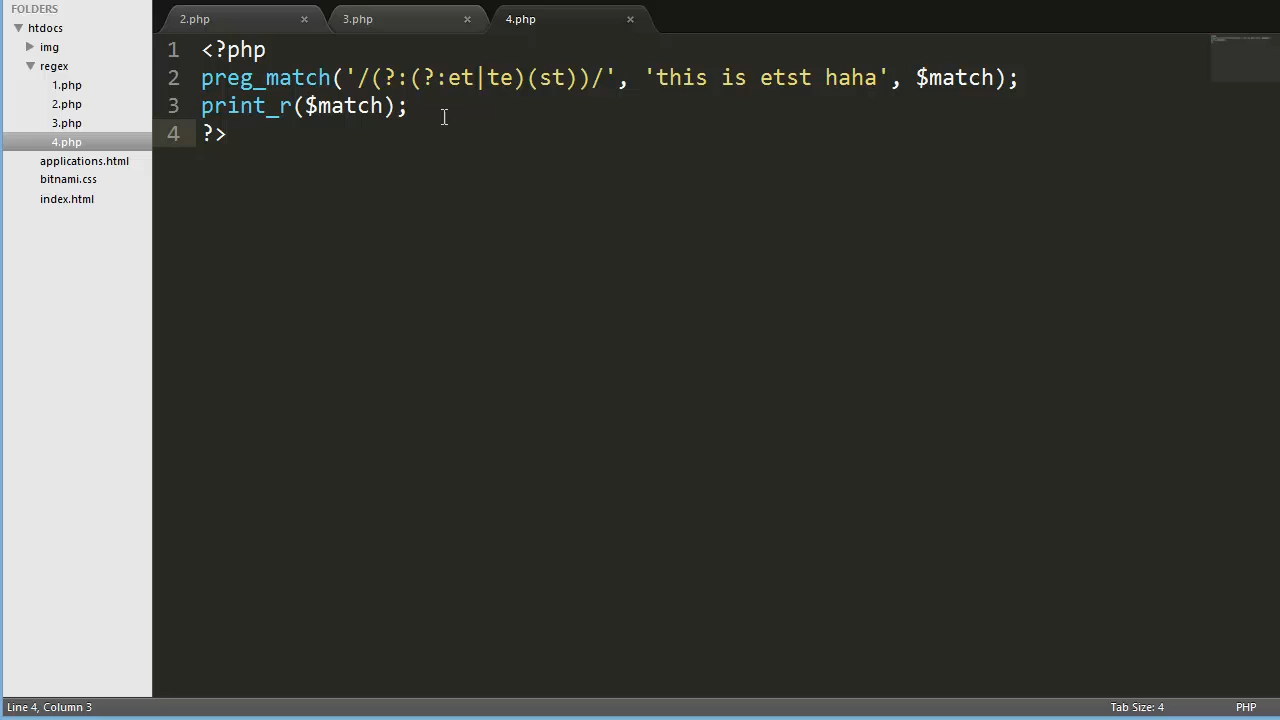 FOLDERS
htdocs
img
regex
1.php
2.php
3.php
4.php
applications.html
bitnami.css
index.html
2.php × 3.php × 4.php ×
1 <?php
2 preg_match('/(?:(?:et|te)(st))/', 'this is etst haha', $match);
3 print_r($match);
4 ?>
Line 4, Column 3 Tab Size: 4 PHP